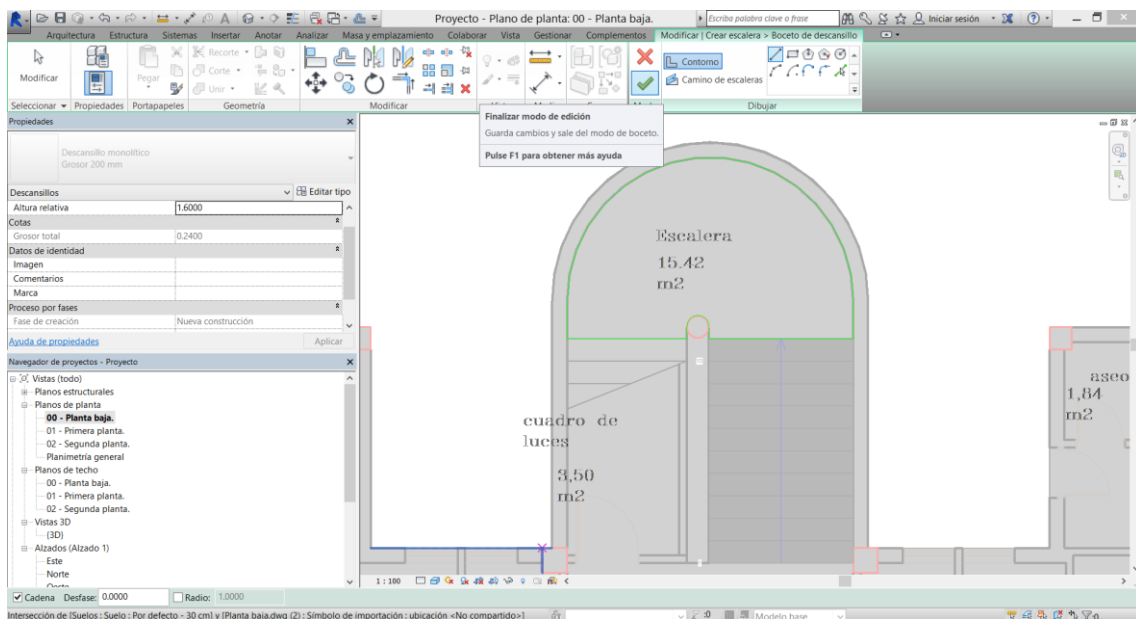 Proyecto - Plano de planta: 00 - Planta baja.
Escriba palabra clave o frase
Iniciar sesión
Arquitectura Estructura Sistemas Insertar Anotar Analizar Masa y emplazamiento Colaborar Vista Gestionar Complementos Modificar | Crear escalera > Boceto de descansillo
Modificar
Pegar
Recorte
Corte
Unir
Contorno
Camino de escaleras
Seleccionar Propiedades Portapapeles Geometría Modificar Dibujar
Finalizar modo de edición
Guarda cambios y sale del modo de boceto.
Pulse F1 para obtener más ayuda
Propiedades
Descansillo monolítico
Grosor 200 mm
Descansillos Editar tipo
Altura relativa 1.6000
Cotas
Grosor total 0.2400
Datos de identidad
Imagen
Comentarios
Marca
Proceso por fases
Fase de creación Nueva construcción
Ayuda de propiedades Aplicar
Navegador de proyectos - Proyecto
Vistas (todo)
Planos estructurales
Planos de planta
00 - Planta baja.
01 - Primera planta.
02 - Segunda planta.
Planimetría general
Planos de techo
00 - Planta baja.
01 - Primera planta.
02 - Segunda planta.
Vistas 3D
{3D}
Alzados (Alzado 1)
Este
Norte
Oeste
Escalera
15.42
m2
cuadro de
luces
3,50
m2
aseo
1,84
m2
1 : 100
Cadena Desfase: 0.0000 Radio: 1.0000
Intersección de [Suelos : Suelo : Por defecto - 30 cm] y [Planta baja.dwg (2) : Símbolo de importación : ubicación <No compartido>]
:0 Modelo base
:0